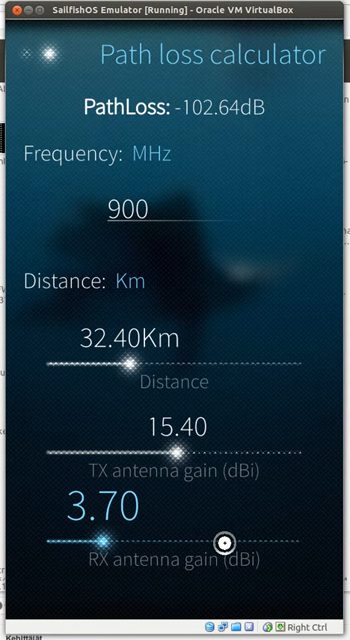 SailfishOS Emulator [Running] - Oracle VM VirtualBox
Path loss calculator
PathLoss: -102.64dB
Frequency: MHz
900
Distance: Km
32.40Km
Distance
15.40
TX antenna gain (dBi)
3.70
RX antenna gain (dBi)
Right Ctrl
Kehittäjät